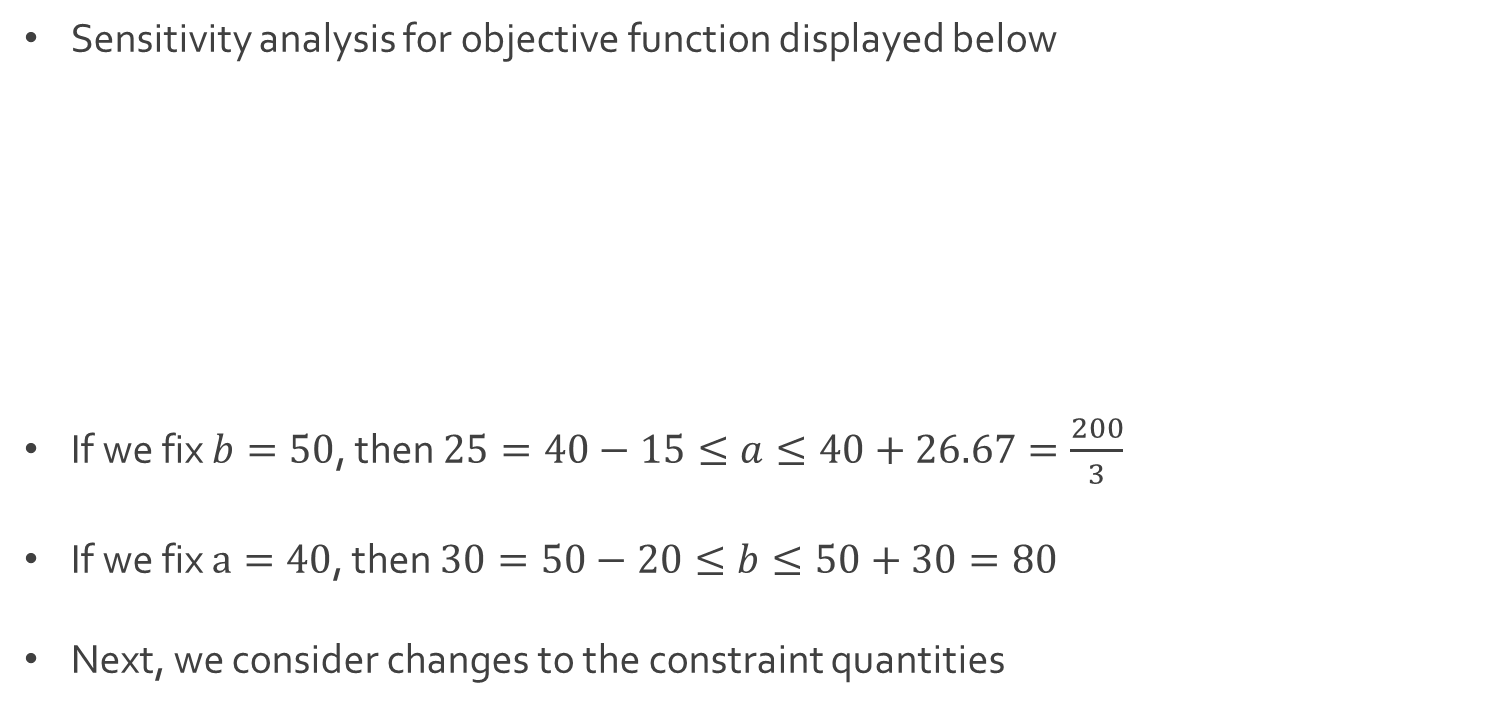 • Sensitivity analysis for objective function displayed below
• If we fix b = 50, then 25 = 40 − 15 ≤ a ≤ 40 + 26.67 = 200/3
• If we fix a = 40, then 30 = 50 − 20 ≤ b ≤ 50 + 30 = 80
• Next, we consider changes to the constraint quantities